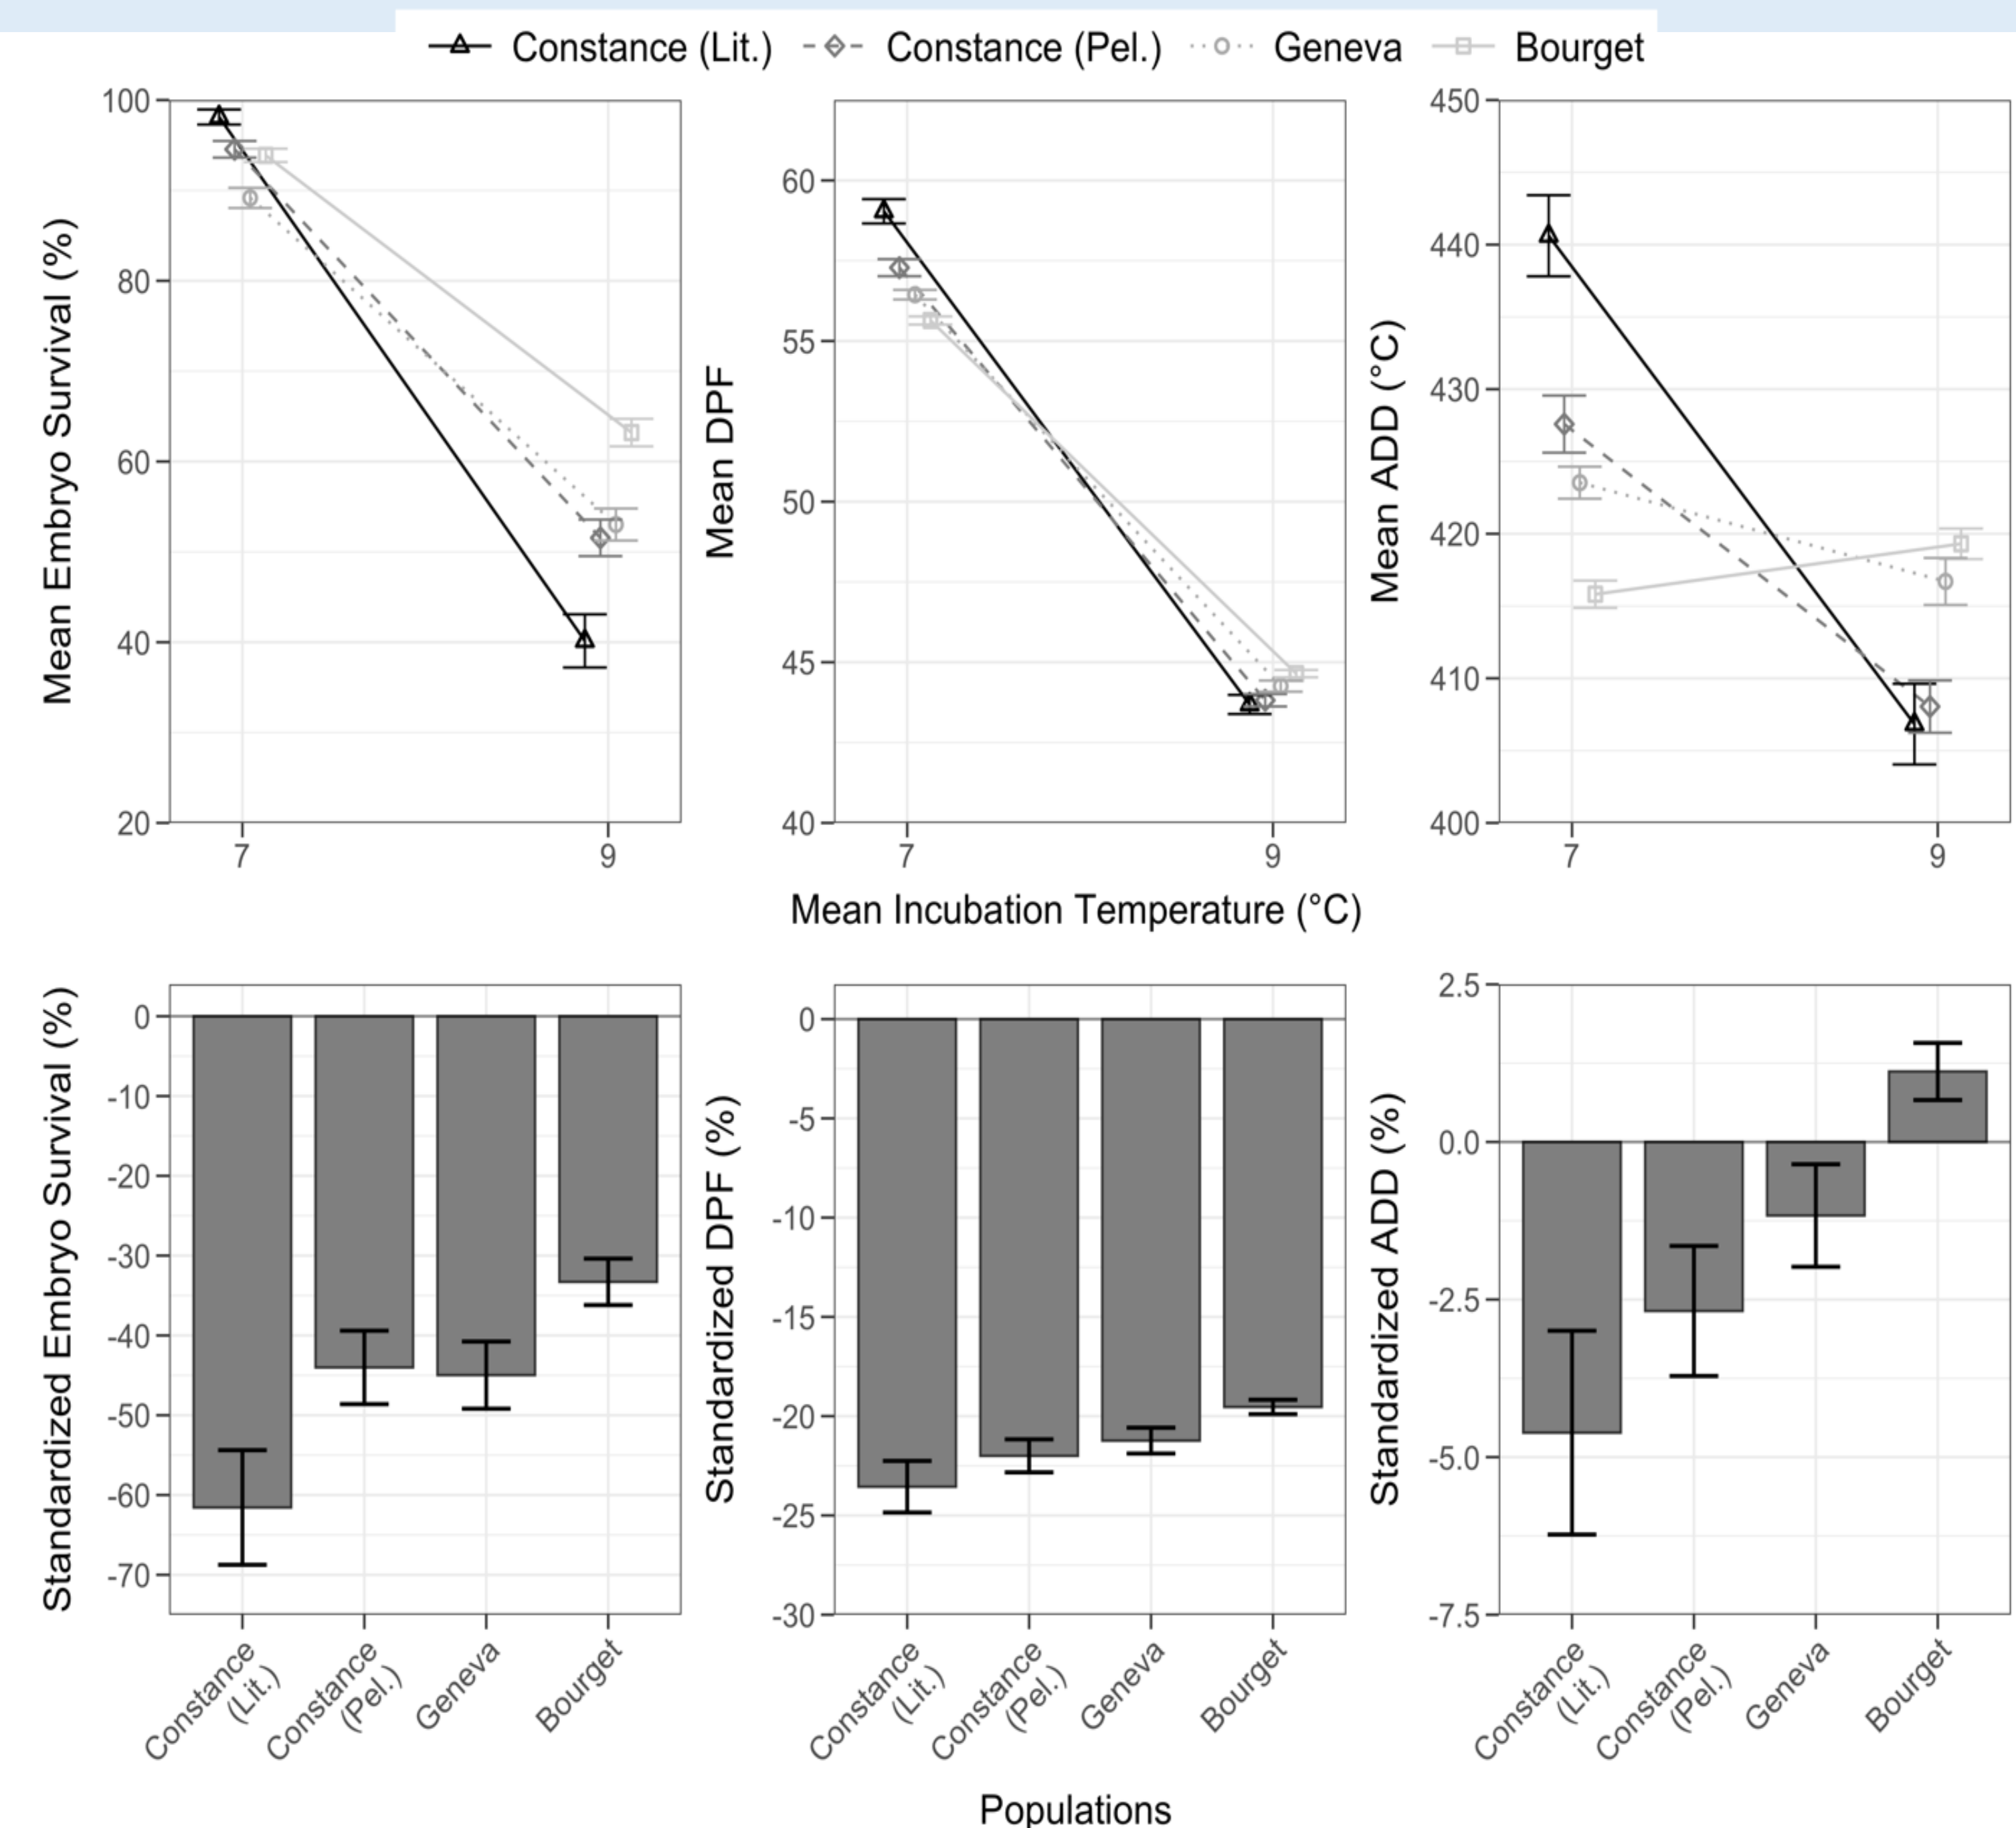 Constance (Lit.) Constance (Pel.) Geneva Bourget
Mean Embryo Survival (%)
100
80
60
40
20
7 9
Mean DPF
60
55
50
45
40
7 9
Mean ADD (°C)
450
440
430
420
410
400
7 9
Mean Incubation Temperature (°C)
Standardized Embryo Survival (%)
0
-10
-20
-30
-40
-50
-60
-70
Constance
(Lit.)
Constance
(Pel.)
Geneva
Bourget
Standardized DPF (%)
0
-5
-10
-15
-20
-25
-30
Constance
(Lit.)
Constance
(Pel.)
Geneva
Bourget
Standardized ADD (%)
2.5
0.0
-2.5
-5.0
-7.5
Constance
(Lit.)
Constance
(Pel.)
Geneva
Bourget
Populations